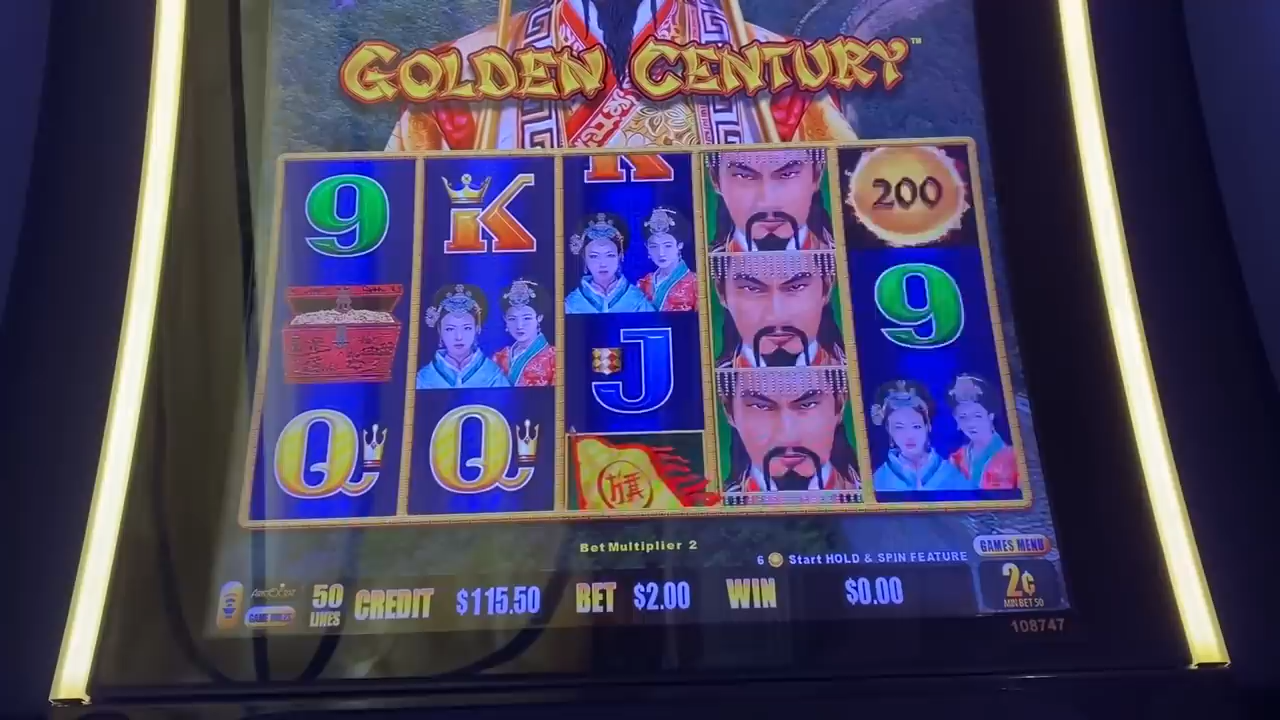 GOLDEN CENTURY™
9 K K 200
9
J
Q Q 旗
Bet Multiplier 2
6 Start HOLD & SPIN FEATURE GAMES MENU
50 LINES CREDIT $115.50 BET $2.00 WIN $0.00 2¢ MIN BET 50
108747